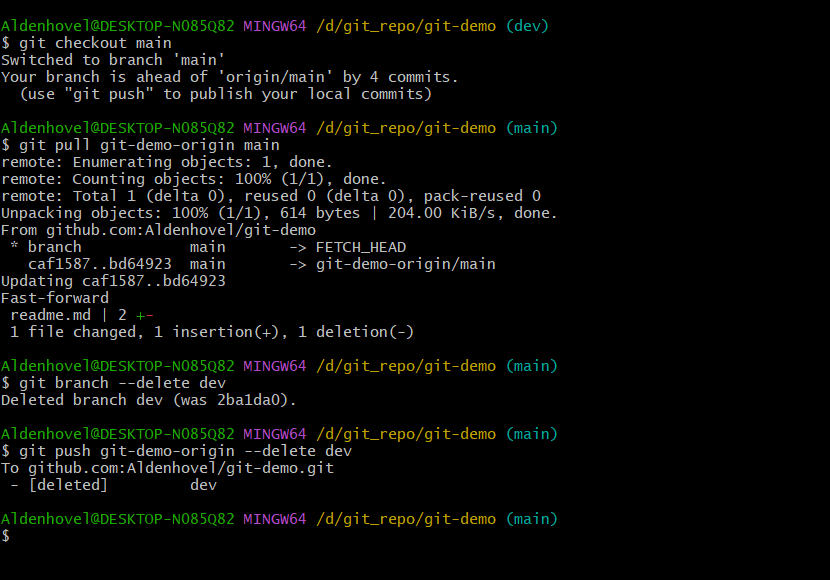 Aldenhovel@DESKTOP-NO85Q82 MINGW64 /d/git_repo/git-demo (dev)
$ git checkout main
Switched to branch 'main'
Your branch is ahead of 'origin/main' by 4 commits.
  (use "git push" to publish your local commits)

Aldenhovel@DESKTOP-NO85Q82 MINGW64 /d/git_repo/git-demo (main)
$ git pull git-demo-origin main
remote: Enumerating objects: 1, done.
remote: Counting objects: 100% (1/1), done.
remote: Total 1 (delta 0), reused 0 (delta 0), pack-reused 0
Unpacking objects: 100% (1/1), 614 bytes | 204.00 KiB/s, done.
From github.com:Aldenhovel/git-demo
 * branch            main       -> FETCH_HEAD
   caf1587..bd64923  main       -> git-demo-origin/main
Updating caf1587..bd64923
Fast-forward
 readme.md | 2 +-
 1 file changed, 1 insertion(+), 1 deletion(-)

Aldenhovel@DESKTOP-NO85Q82 MINGW64 /d/git_repo/git-demo (main)
$ git branch --delete dev
Deleted branch dev (was 2ba1da0).

Aldenhovel@DESKTOP-NO85Q82 MINGW64 /d/git_repo/git-demo (main)
$ git push git-demo-origin --delete dev
To github.com:Aldenhovel/git-demo.git
 - [deleted]         dev

Aldenhovel@DESKTOP-NO85Q82 MINGW64 /d/git_repo/git-demo (main)
$